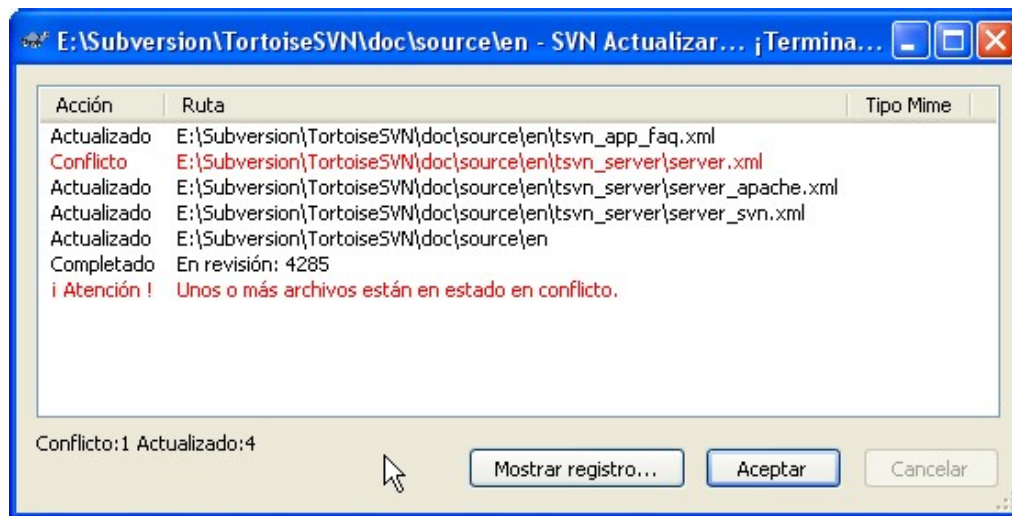 E:\Subversion\TortoiseSVN\doc\source\en - SVN Actualizar... ¡Termina...
Acción Ruta Tipo Mime
Actualizado E:\Subversion\TortoiseSVN\doc\source\en\tsvn_app_faq.xml
Conflicto E:\Subversion\TortoiseSVN\doc\source\en\tsvn_server\server.xml
Actualizado E:\Subversion\TortoiseSVN\doc\source\en\tsvn_server\server_apache.xml
Actualizado E:\Subversion\TortoiseSVN\doc\source\en\tsvn_server\server_svn.xml
Actualizado E:\Subversion\TortoiseSVN\doc\source\en
Completado En revisión: 4285
¡ Atención ! Unos o más archivos están en estado en conflicto.
Conflicto:1 Actualizado:4
Mostrar registro... Aceptar Cancelar